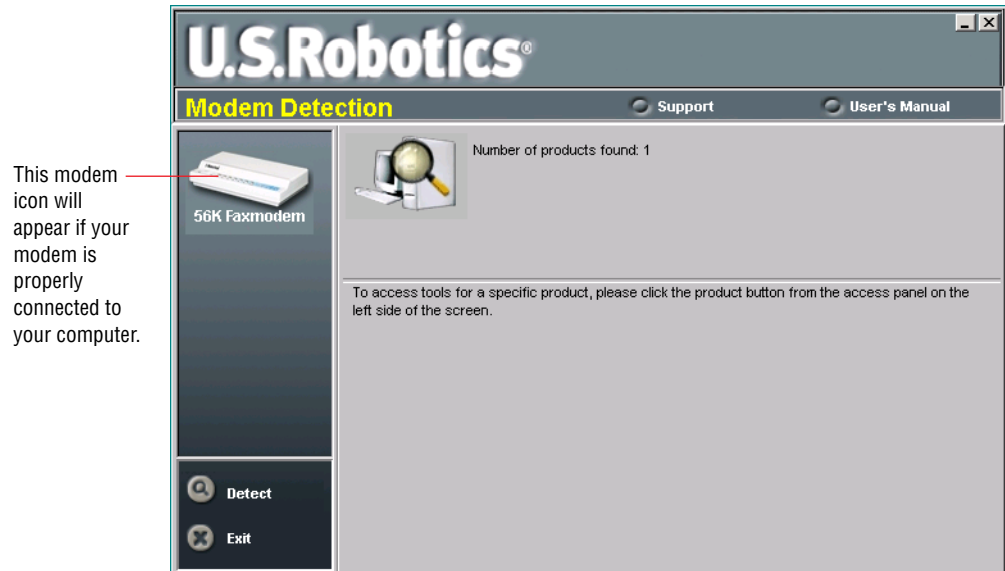 U.S.Robotics®
Modem Detection
Support
User's Manual
This modem
icon will
appear if your
modem is
properly
connected to
your computer.
56K Faxmodem
Number of products found: 1
To access tools for a specific product, please click the product button from the access panel on the
left side of the screen.
Detect
Exit